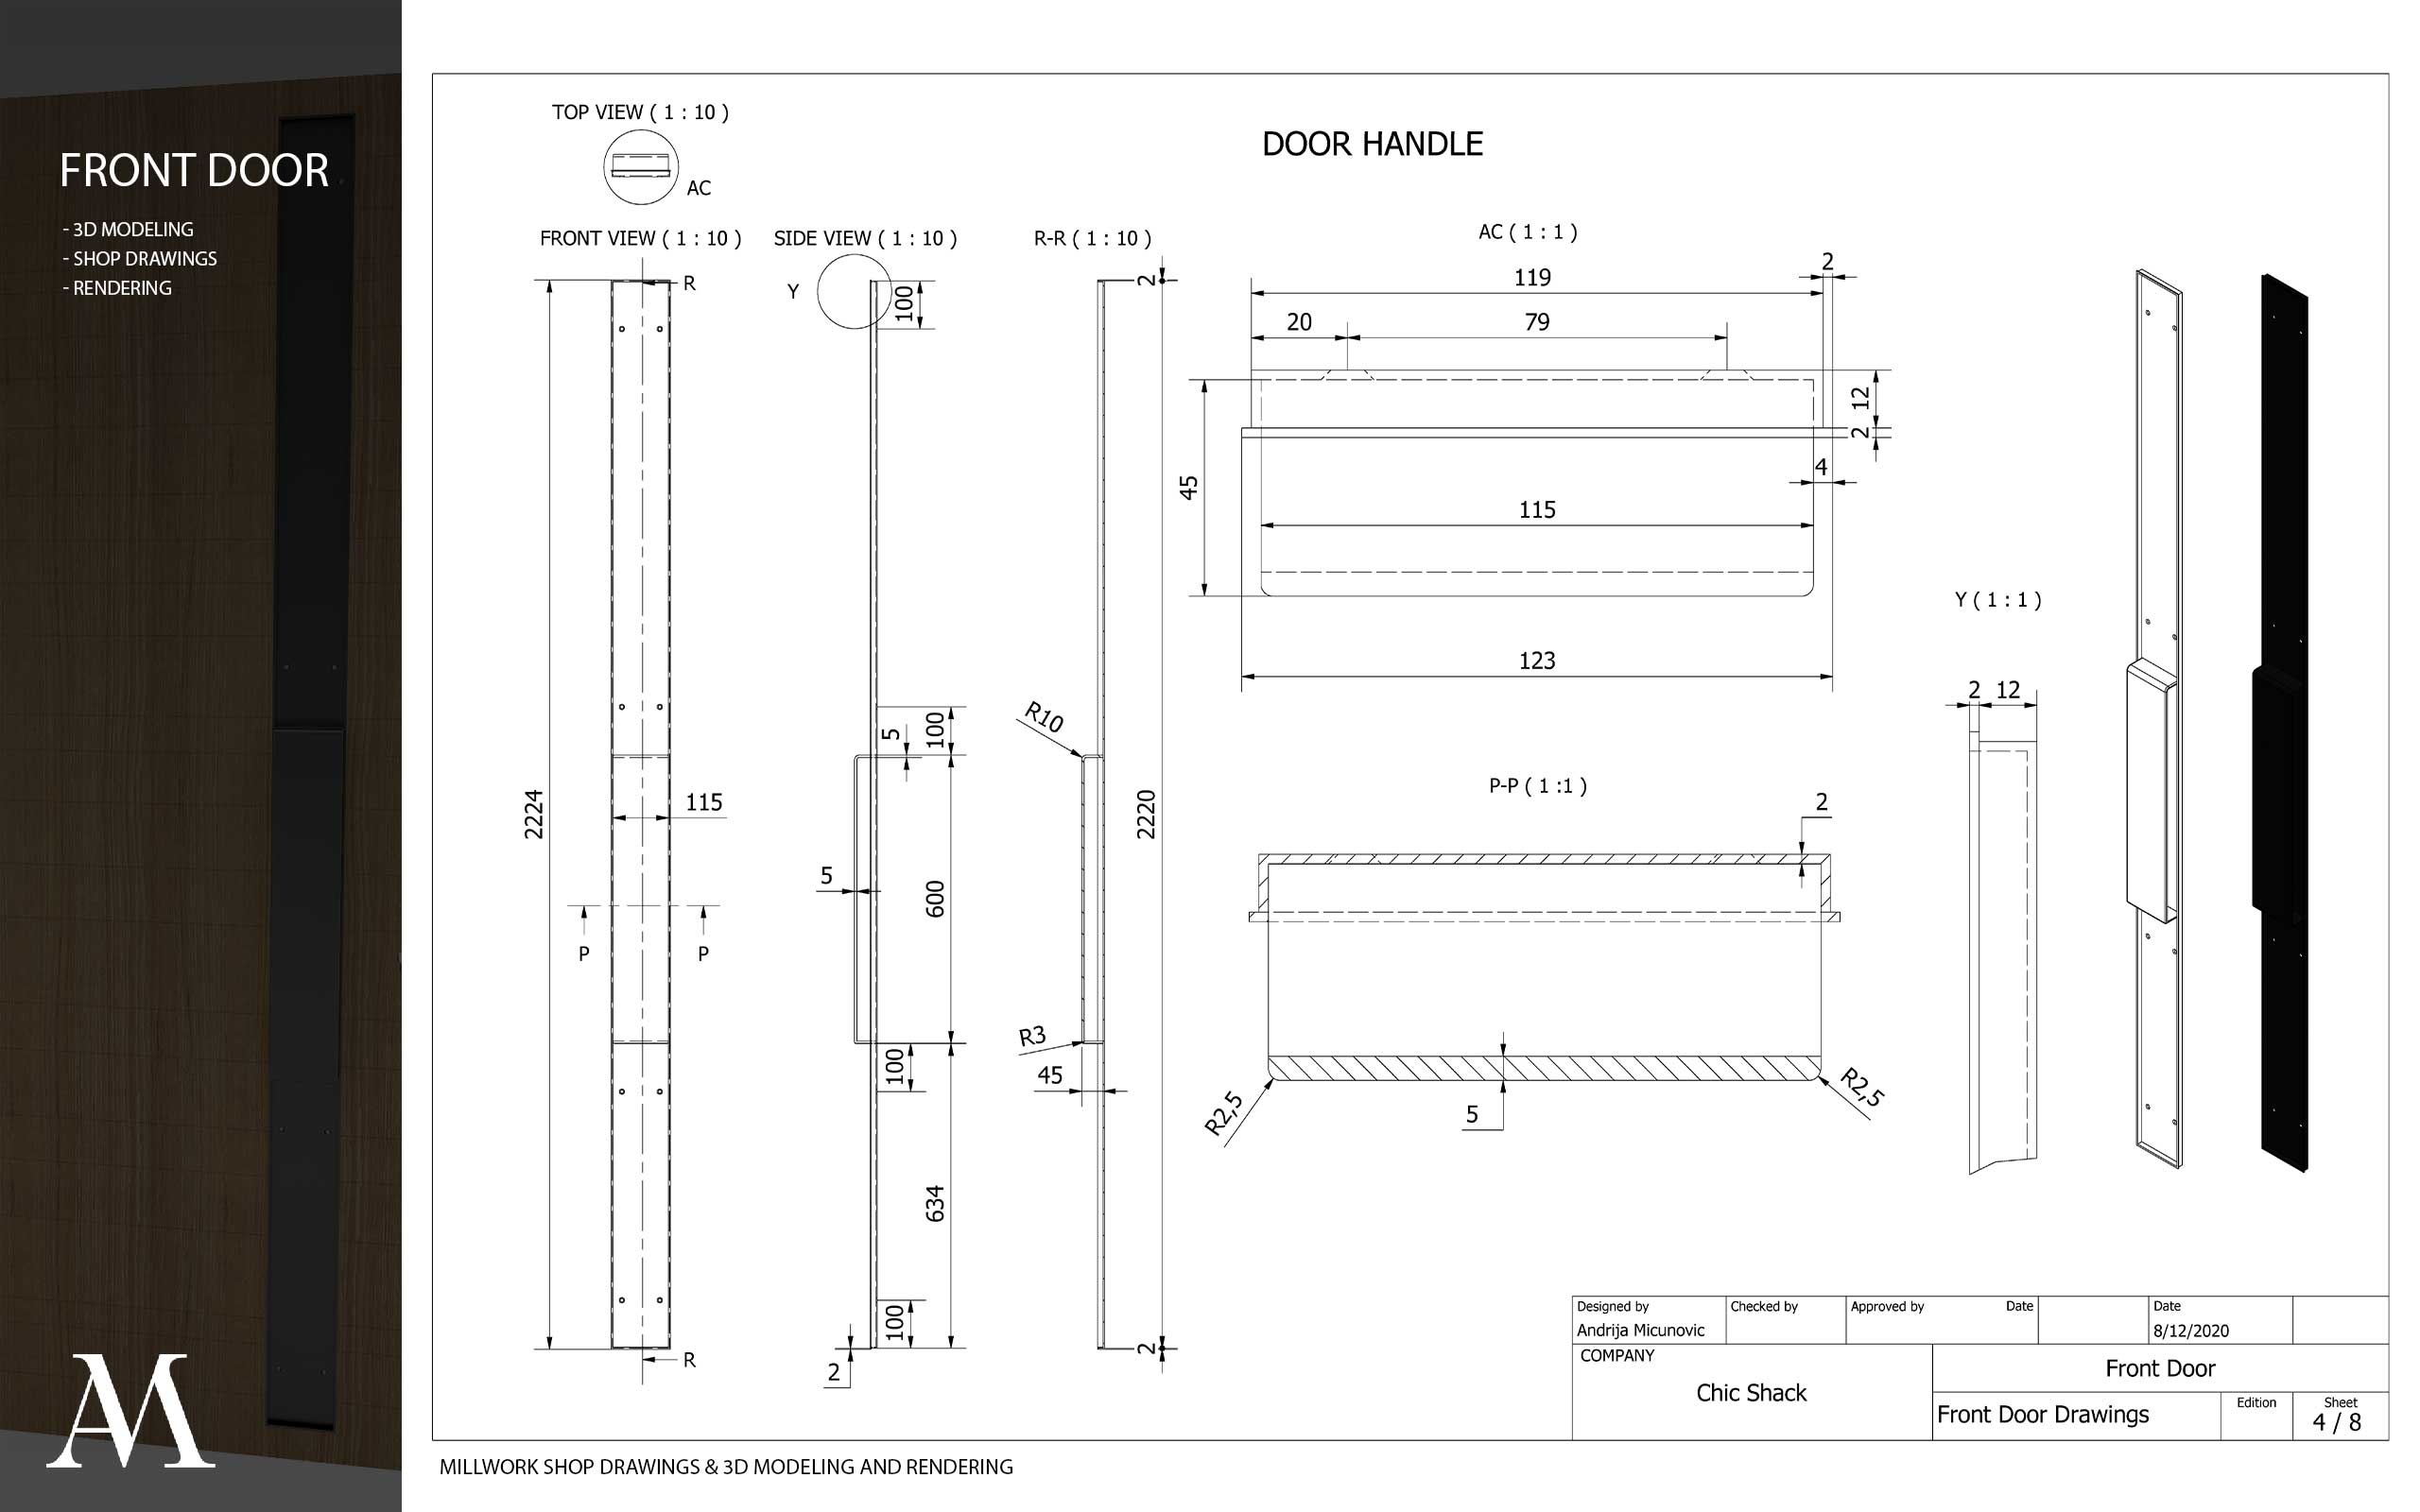 FRONT DOOR
- 3D MODELING
- SHOP DRAWINGS
- RENDERING
AM
TOP VIEW ( 1 : 10 )
AC
DOOR HANDLE
FRONT VIEW ( 1 : 10 )
R
2224
115
P
P
R
SIDE VIEW ( 1 : 10 )
Y
100
5
100
5
600
100
634
100
2
R-R ( 1 : 10 )
2
R10
2220
R3
45
2
AC ( 1 : 1 )
2
119
20
79
12
2
45
4
115
123
P-P ( 1 :1 )
2
R2,5
5
R2,5
Y ( 1 : 1 )
2
12
Designed by
Andrija Micunovic
Checked by
Approved by
Date
Date
8/12/2020
COMPANY
Chic Shack
Front Door
Front Door Drawings
Edition
Sheet
4 / 8
MILLWORK SHOP DRAWINGS & 3D MODELING AND RENDERING